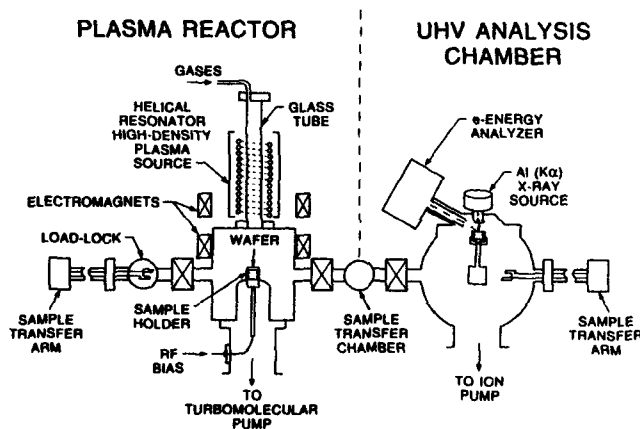 PLASMA REACTOR
UHV ANALYSIS
CHAMBER
GASES
HELICAL
RESONATOR
HIGH-DENSITY
PLASMA
SOURCE
GLASS
TUBE
ELECTROMAGNETS
LOAD-LOCK
WAFER
SAMPLE
TRANSFER
ARM
SAMPLE
HOLDER
RF
BIAS
TO
TURBOMOLECULAR
PUMP
SAMPLE
TRANSFER
CHAMBER
e-ENERGY
ANALYZER
Al (Kα)
X-RAY
SOURCE
SAMPLE
TRANSFER
ARM
TO ION
PUMP